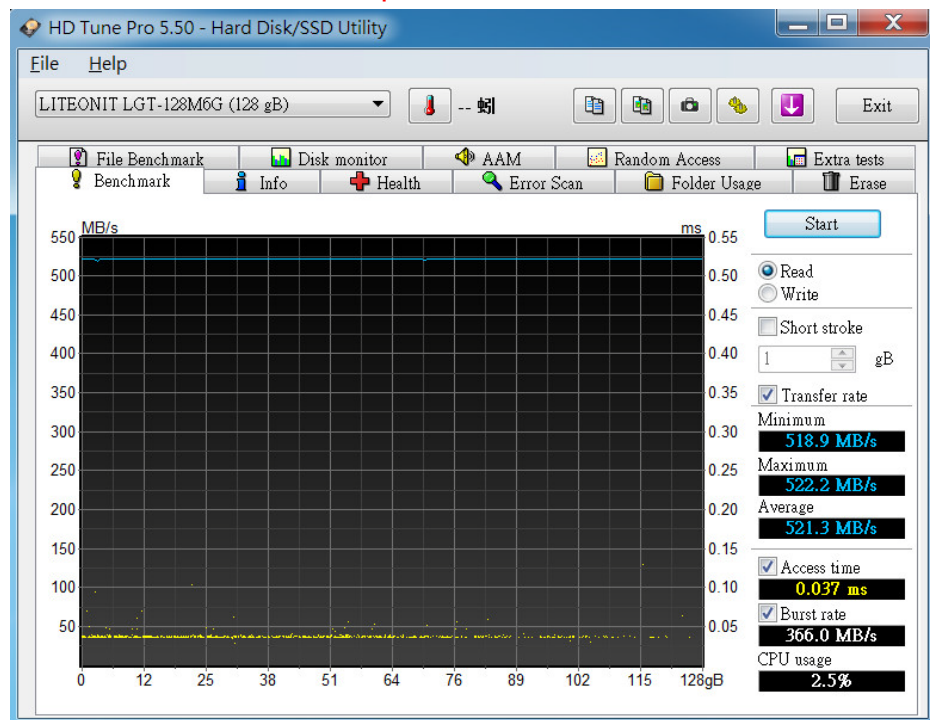 HD Tune Pro 5.50 - Hard Disk/SSD Utility
File Help
LITEONIT LGT-128M6G (128 gB) -- 蚓 Exit
File Benchmark Disk monitor AAM Random Access Extra tests
Benchmark Info Health Error Scan Folder Usage Erase
MB/s ms
Start
550 0.55
500 0.50
Read
Write
450 0.45
Short stroke
400 0.40
1 gB
350 0.35
Transfer rate
Minimum
300 0.30
518.9 MB/s
Maximum
250 0.25
522.2 MB/s
Average
200 0.20
521.3 MB/s
150 0.15
Access time
100 0.10
0.037 ms
Burst rate
50 0.05
366.0 MB/s
CPU usage
0 12 25 38 51 64 76 89 102 115 128gB
2.5%